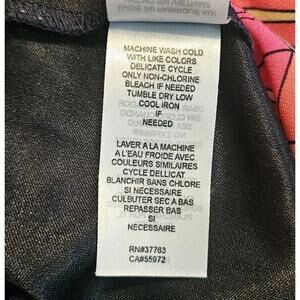 MACHINE WASH COLD
WITH LIKE COLORS
DELICATE CYCLE
ONLY NON-CHLORINE
BLEACH IF NEEDED
TUMBLE DRY LOW
COOL IRON
IF
NEEDED
LAVER A LA MACHINE
A L'EAU FROIDE AVEC
COULEURS SIMILAIRES
CYCLE DELLICAT
BLANCHIR SANS CHLORE
SI NECESSAIRE
CULBUTER SEC A BAS
REPASSER BAS
SI
NECESSAIRE
RN#37763
CA#55972